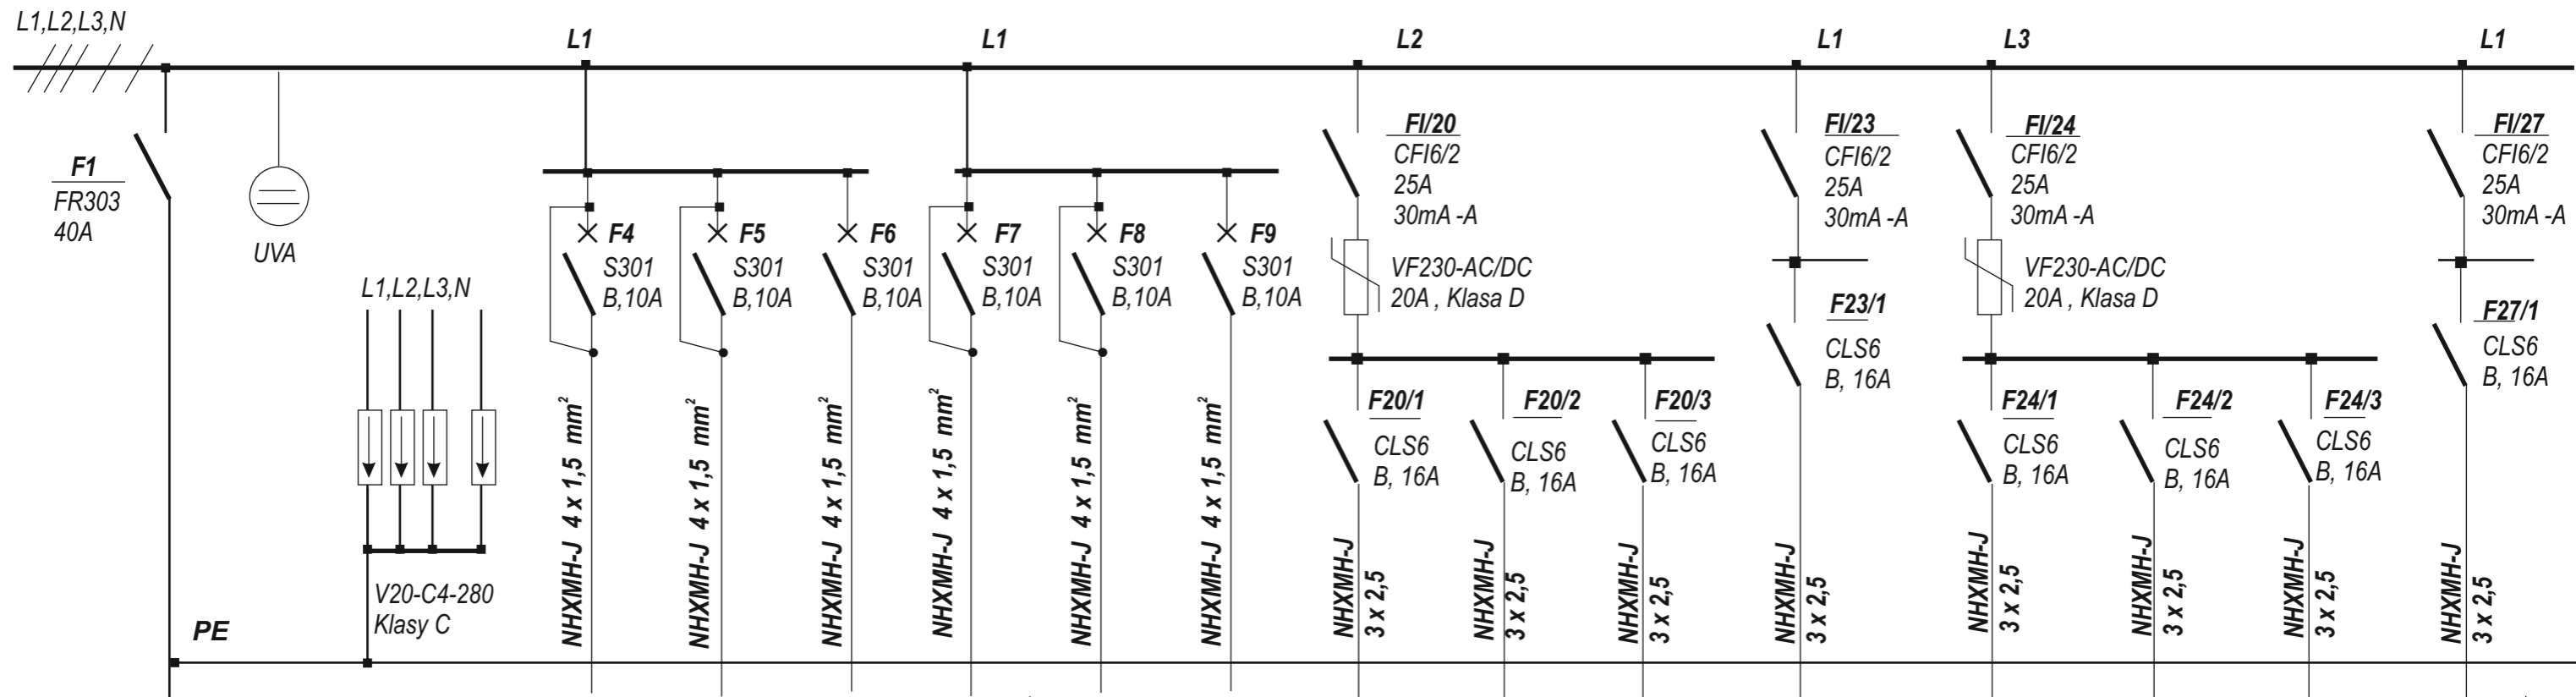 L1,L2,L3,N
L1
L1
L2
L1
L3
L1
F1
FR303
40A
UVA
L1,L2,L3,N
V20-C4-280
Klasy C
PE
F4
S301
B,10A
F5
S301
B,10A
F6
S301
B,10A
F7
S301
B,10A
F8
S301
B,10A
F9
S301
B,10A
NHXMH-J 4 x 1,5 mm²
NHXMH-J 4 x 1,5 mm²
NHXMH-J 4 x 1,5 mm²
NHXMH-J 4 x 1,5 mm²
NHXMH-J 4 x 1,5 mm²
NHXMH-J 4 x 1,5 mm²
FI/20
CFI6/2
25A
30mA -A
VF230-AC/DC
20A , Klasa D
F20/1
CLS6
B, 16A
F20/2
CLS6
B, 16A
F20/3
CLS6
B, 16A
NHXMH-J
3 x 2,5
NHXMH-J
3 x 2,5
NHXMH-J
3 x 2,5
FI/23
CFI6/2
25A
30mA -A
F23/1
CLS6
B, 16A
NHXMH-J
3 x 2,5
FI/24
CFI6/2
25A
30mA -A
VF230-AC/DC
20A , Klasa D
F24/1
CLS6
B, 16A
F24/2
CLS6
B, 16A
F24/3
CLS6
B, 16A
NHXMH-J
3 x 2,5
NHXMH-J
3 x 2,5
NHXMH-J
3 x 2,5
FI/27
CFI6/2
25A
30mA -A
F27/1
CLS6
B, 16A
NHXMH-J
3 x 2,5